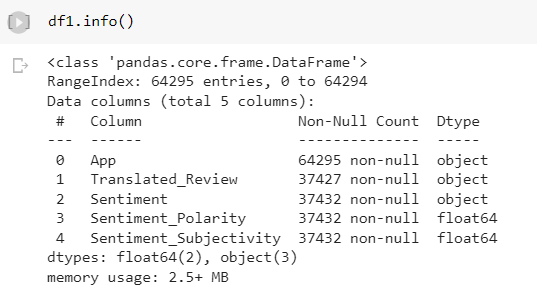 df1.info()
<class 'pandas.core.frame.DataFrame'>
RangeIndex: 64295 entries, 0 to 64294
Data columns (total 5 columns):
 #   Column                  Non-Null Count  Dtype
---  ------                  --------------  -----
 0   App                     64295 non-null  object
 1   Translated_Review       37427 non-null  object
 2   Sentiment               37432 non-null  object
 3   Sentiment_Polarity      37432 non-null  float64
 4   Sentiment_Subjectivity  37432 non-null  float64
dtypes: float64(2), object(3)
memory usage: 2.5+ MB